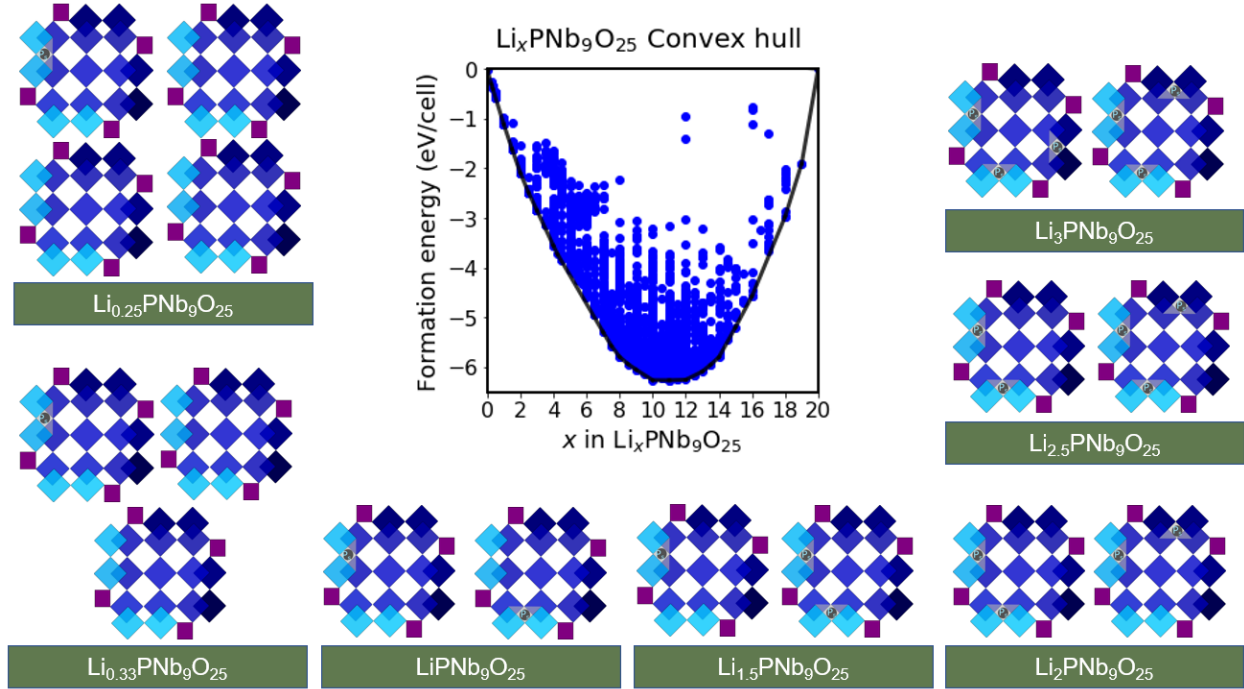 Li₀.₂₅PNb₉O₂₅
Li₀.₃₃PNb₉O₂₅
LiₓPNb₉O₂₅ Convex hull
Formation energy (eV/cell)
0
−1
−2
−3
−4
−5
−6
0 2 4 6 8 10 12 14 16 18 20
x in LiₓPNb₉O₂₅
LiPNb₉O₂₅
Li₁.₅PNb₉O₂₅
Li₃PNb₉O₂₅
Li₂.₅PNb₉O₂₅
Li₂PNb₉O₂₅